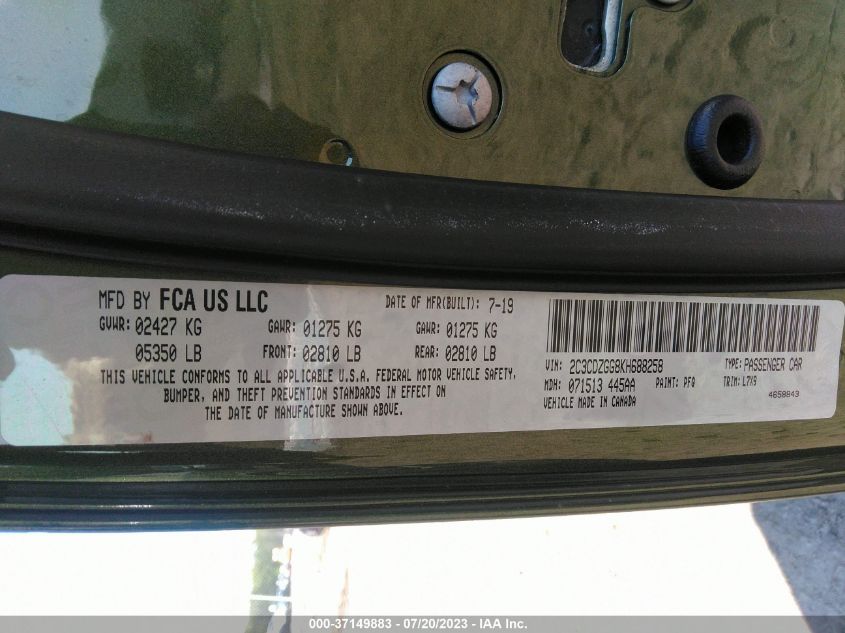 MFD BY FCA US LLC
DATE OF MFR(BUILT): 7-19
GVWR: 02427 KG GAWR: 01275 KG GAWR: 01275 KG
05350 LB FRONT: 02810 LB REAR: 02810 LB
THIS VEHICLE CONFORMS TO ALL APPLICABLE U.S.A. FEDERAL MOTOR VEHICLE SAFETY,
BUMPER, AND THEFT PREVENTION STANDARDS IN EFFECT ON
THE DATE OF MANUFACTURE SHOWN ABOVE.
VIN: 2C3CDZGG8KH688258 TYPE: PASSENGER CAR
MDH: 071513 445AA PAINT: PFQ TRIM: L7X9
VEHICLE MADE IN CANADA 4658843
000-37149883 / 07/20/2023 - IAA Inc.